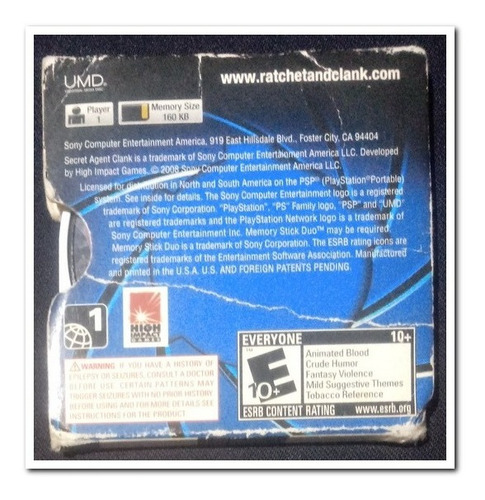 UMD
www.ratchetandclank.com
Player
1
Memory Size
160 KB
Sony Computer Entertainment America, 919 East Hillsdale Blvd., Foster City, CA 94404
Secret Agent Clank is a trademark of Sony Computer Entertainment America LLC. Developed
by High Impact Games. © 2008 Sony Computer Entertainment America LLC.
Licensed for distribution in North and South America on the PSP® (PlayStation®Portable)
system. See inside for details. The Sony Computer Entertainment logo is a registered
trademark of Sony Corporation. "PlayStation", "PS" Family logo, "PSP" and "UMD"
are registered trademarks and the PlayStation Network logo is a trademark of
Sony Computer Entertainment Inc. Memory Stick Duo™ may be required.
Memory Stick Duo is a trademark of Sony Corporation. The ESRB rating icons are
registered trademarks of the Entertainment Software Association. Manufactured
and printed in the U.S.A. U.S. AND FOREIGN PATENTS PENDING.
1
HIGH
IMPACT
GAMES
WARNING: IF YOU HAVE A HISTORY OF
EPILEPSY OR SEIZURES, CONSULT A DOCTOR
BEFORE USE. CERTAIN PATTERNS MAY
TRIGGER SEIZURES WITH NO PRIOR HISTORY.
BEFORE USING AND FOR MORE DETAILS SEE
INSTRUCTIONS FOR THE PRODUCT.
EVERYONE 10+
E
10+
Animated Blood
Crude Humor
Fantasy Violence
Mild Suggestive Themes
Tobacco Reference
ESRB CONTENT RATING www.esrb.org